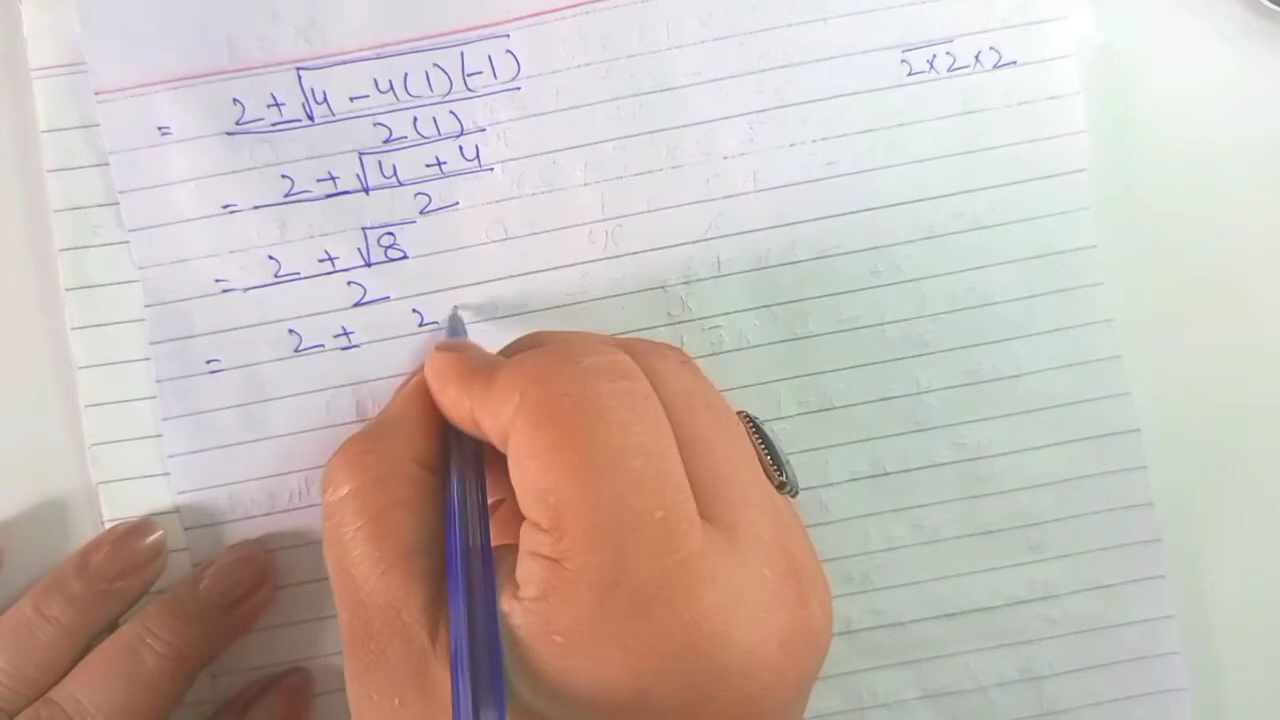 2×2×2
= 2 ± √4 - 4(1)(-1)
2(1)
= 2 ± √4 + 4
2
= 2 + √8
2
= 2 ± 2